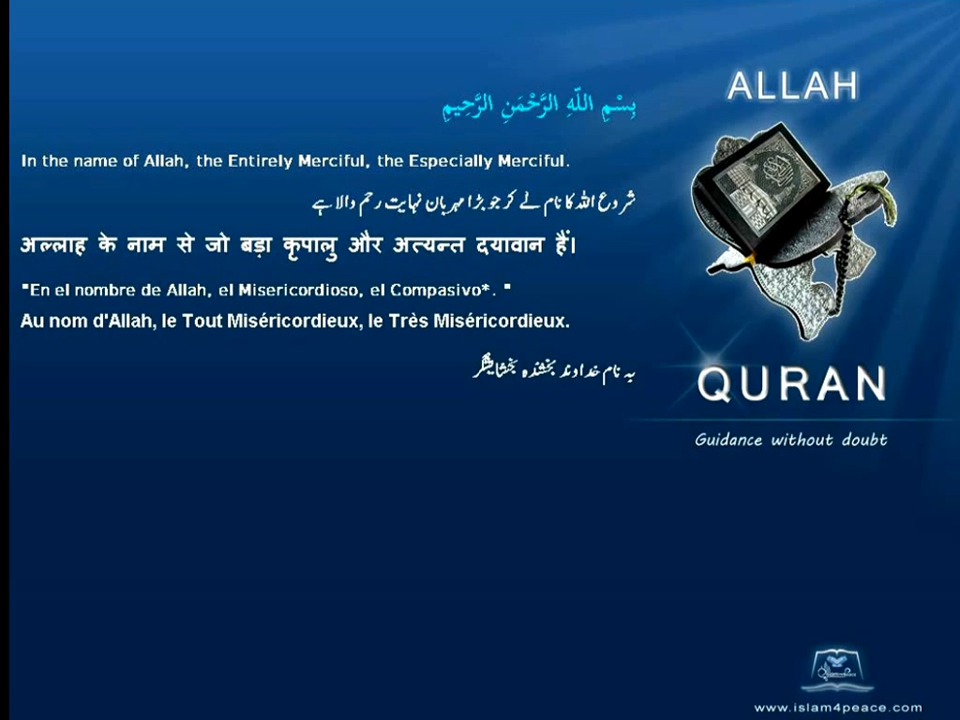 بِسْمِ اللّهِ الرَّحْمَنِ الرَّحِيمِ
In the name of Allah, the Entirely Merciful, the Especially Merciful.
شروع الله کا نام لے کر جو بڑا مہربان نہایت رحم والا ہے
अल्लाह के नाम से जो बड़ा कृपालु और अत्यन्त दयावान हैं।
"En el nombre de Allah, el Misericordioso, el Compasivo*. "
Au nom d'Allah, le Tout Miséricordieux, le Très Miséricordieux.
به نام خداوند بخشنده بخشایشگر
ALLAH
QURAN
Guidance without doubt
www.islam4peace.com